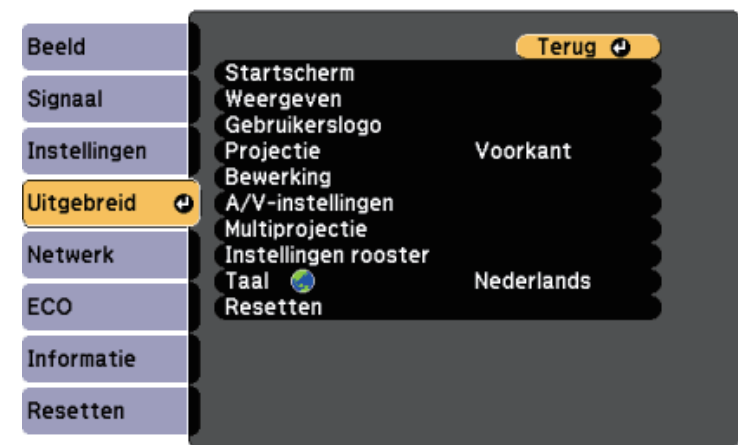 Beeld
Signaal
Instellingen
Uitgebreid
Netwerk
ECO
Informatie
Resetten
Terug
Startscherm
Weergeven
Gebruikerslogo
Projectie Voorkant
Bewerking
A/V-instellingen
Multiprojectie
Instellingen rooster
Taal Nederlands
Resetten